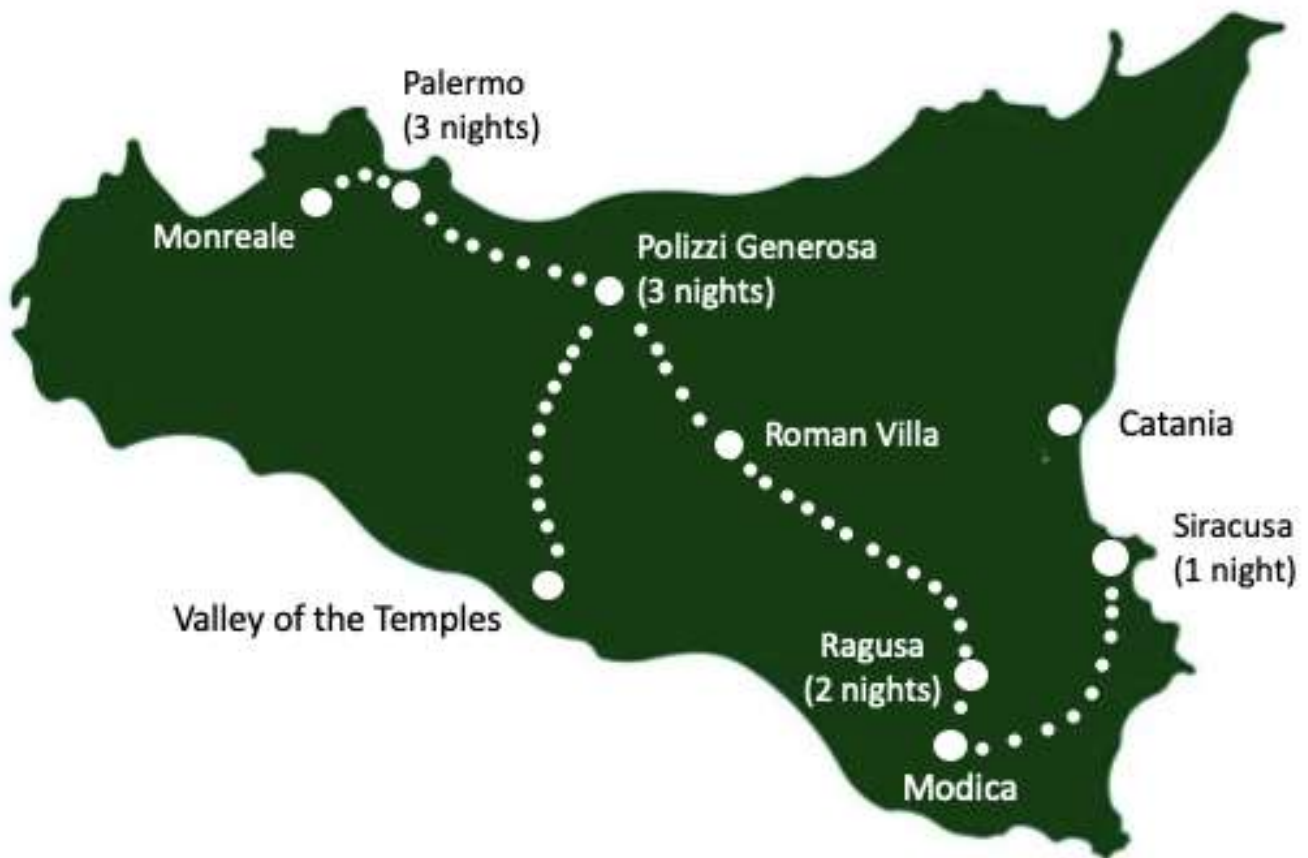 Palermo
(3 nights)
Monreale
Polizzi Generosa
(3 nights)
Roman Villa
Catania
Siracusa
(1 night)
Valley of the Temples
Ragusa
(2 nights)
Modica